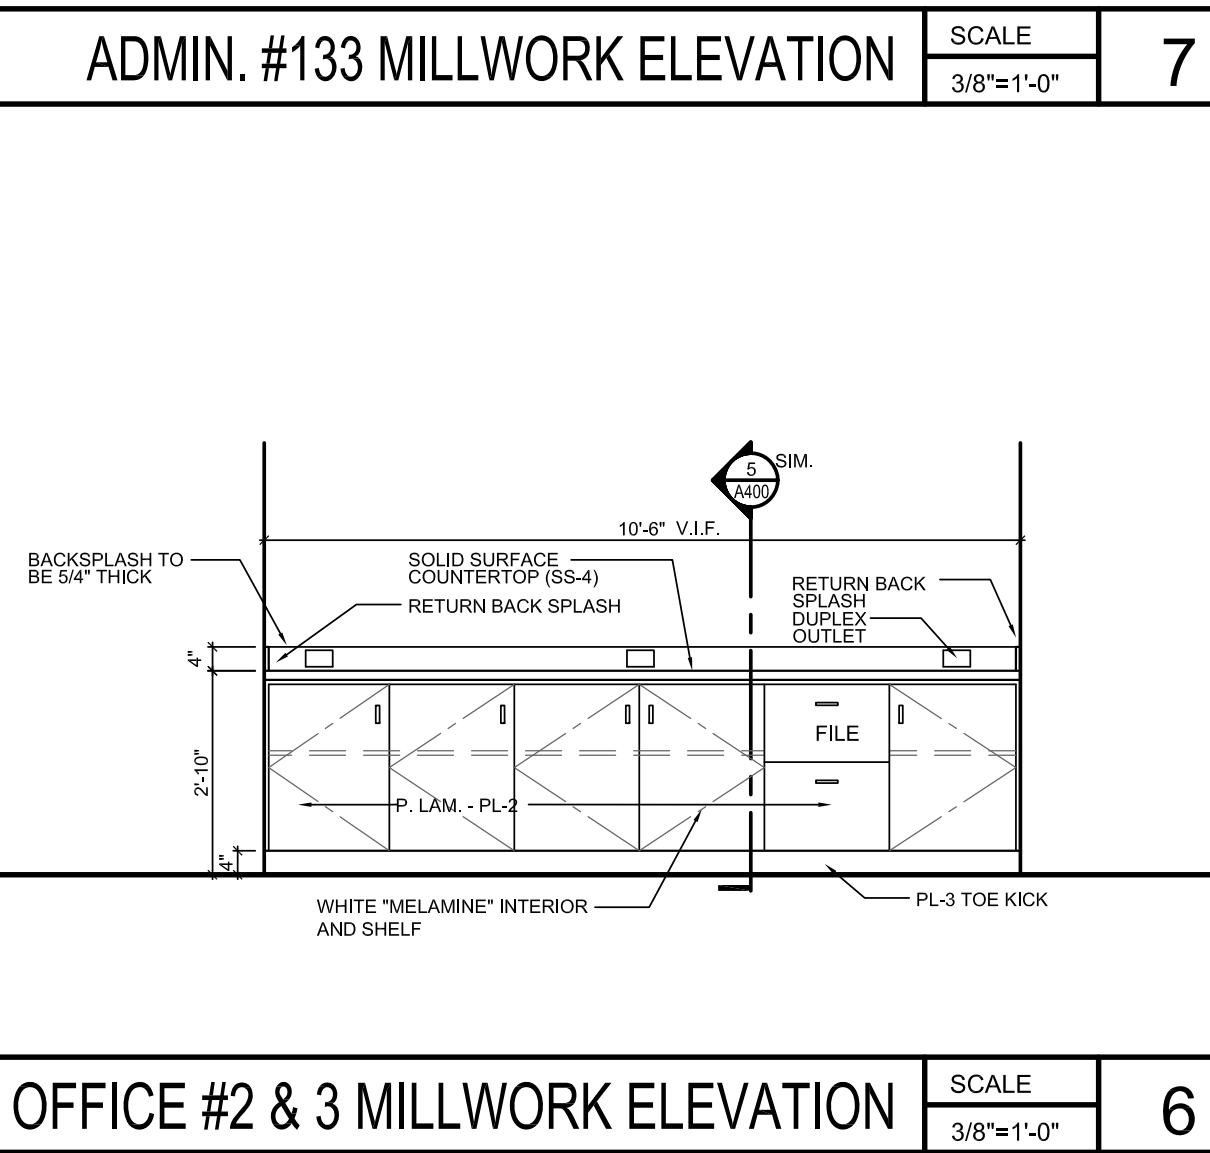 ADMIN. #133 MILLWORK ELEVATION
SCALE
3/8"=1'-0"
7
5
A400
SIM.
10'-6" V.I.F.
BACKSPLASH TO
BE 5/4" THICK
SOLID SURFACE
COUNTERTOP (SS-4)
RETURN BACK SPLASH
RETURN BACK
SPLASH
DUPLEX
OUTLET
4"
2'-10"
4"
FILE
P. LAM. - PL-2
WHITE "MELAMINE" INTERIOR
AND SHELF
PL-3 TOE KICK
OFFICE #2 & 3 MILLWORK ELEVATION
SCALE
3/8"=1'-0"
6